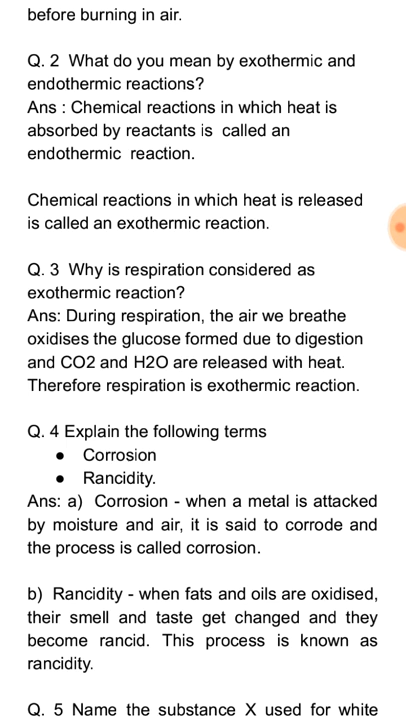 before burning in air.
Q. 2 What do you mean by exothermic and
endothermic reactions?
Ans : Chemical reactions in which heat is
absorbed by reactants is called an
endothermic reaction.
Chemical reactions in which heat is released
is called an exothermic reaction.
Q. 3 Why is respiration considered as
exothermic reaction?
Ans: During respiration, the air we breathe
oxidises the glucose formed due to digestion
and CO2 and H2O are released with heat.
Therefore respiration is exothermic reaction.
Q. 4 Explain the following terms
● Corrosion
● Rancidity.
Ans: a) Corrosion - when a metal is attacked
by moisture and air, it is said to corrode and
the process is called corrosion.
b) Rancidity - when fats and oils are oxidised,
their smell and taste get changed and they
become rancid. This process is known as
rancidity.
Q. 5 Name the substance X used for white